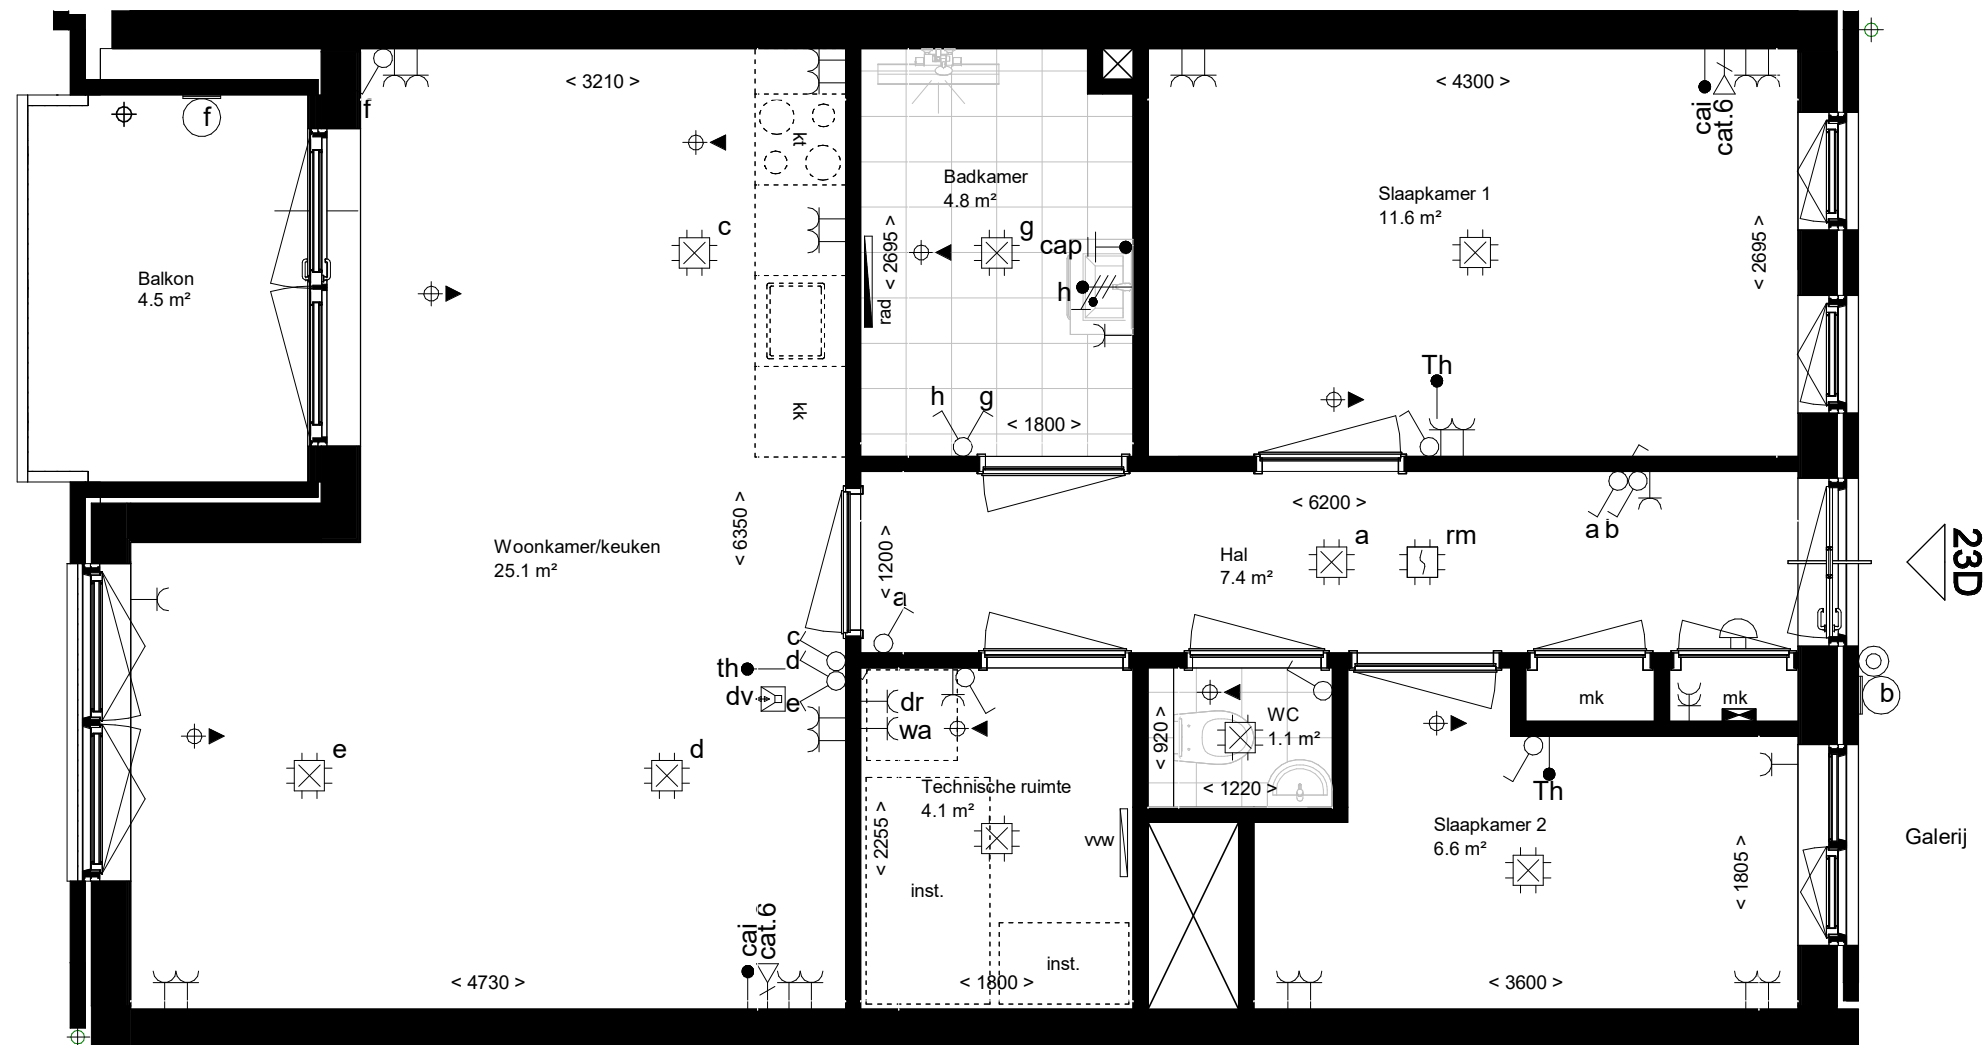 < 3210 >
< 4300 >
f
f
cai
cat.6
kt
Badkamer
4.8 m²
Slaapkamer 1
11.6 m²
c
g
cap
< 2695 >
< 2695 >
Balkon
4.5 m²
h
rad
Th
kk
h
g
< 1800 >
< 6350 >
< 6200 >
a b
Woonkamer/keuken
25.1 m²
< 1200 >
a
rm
Hal
7.4 m²
23D
a
c
d
th
dv
e
dr
wa
mk
mk
b
WC
1.1 m²
< 920 >
e
d
< 1220 >
Technische ruimte
4.1 m²
Th
Slaapkamer 2
6.6 m²
Galerij
< 2255 >
vvw
< 1805 >
inst.
cai
cat.6
inst.
< 4730 >
< 1800 >
< 3600 >